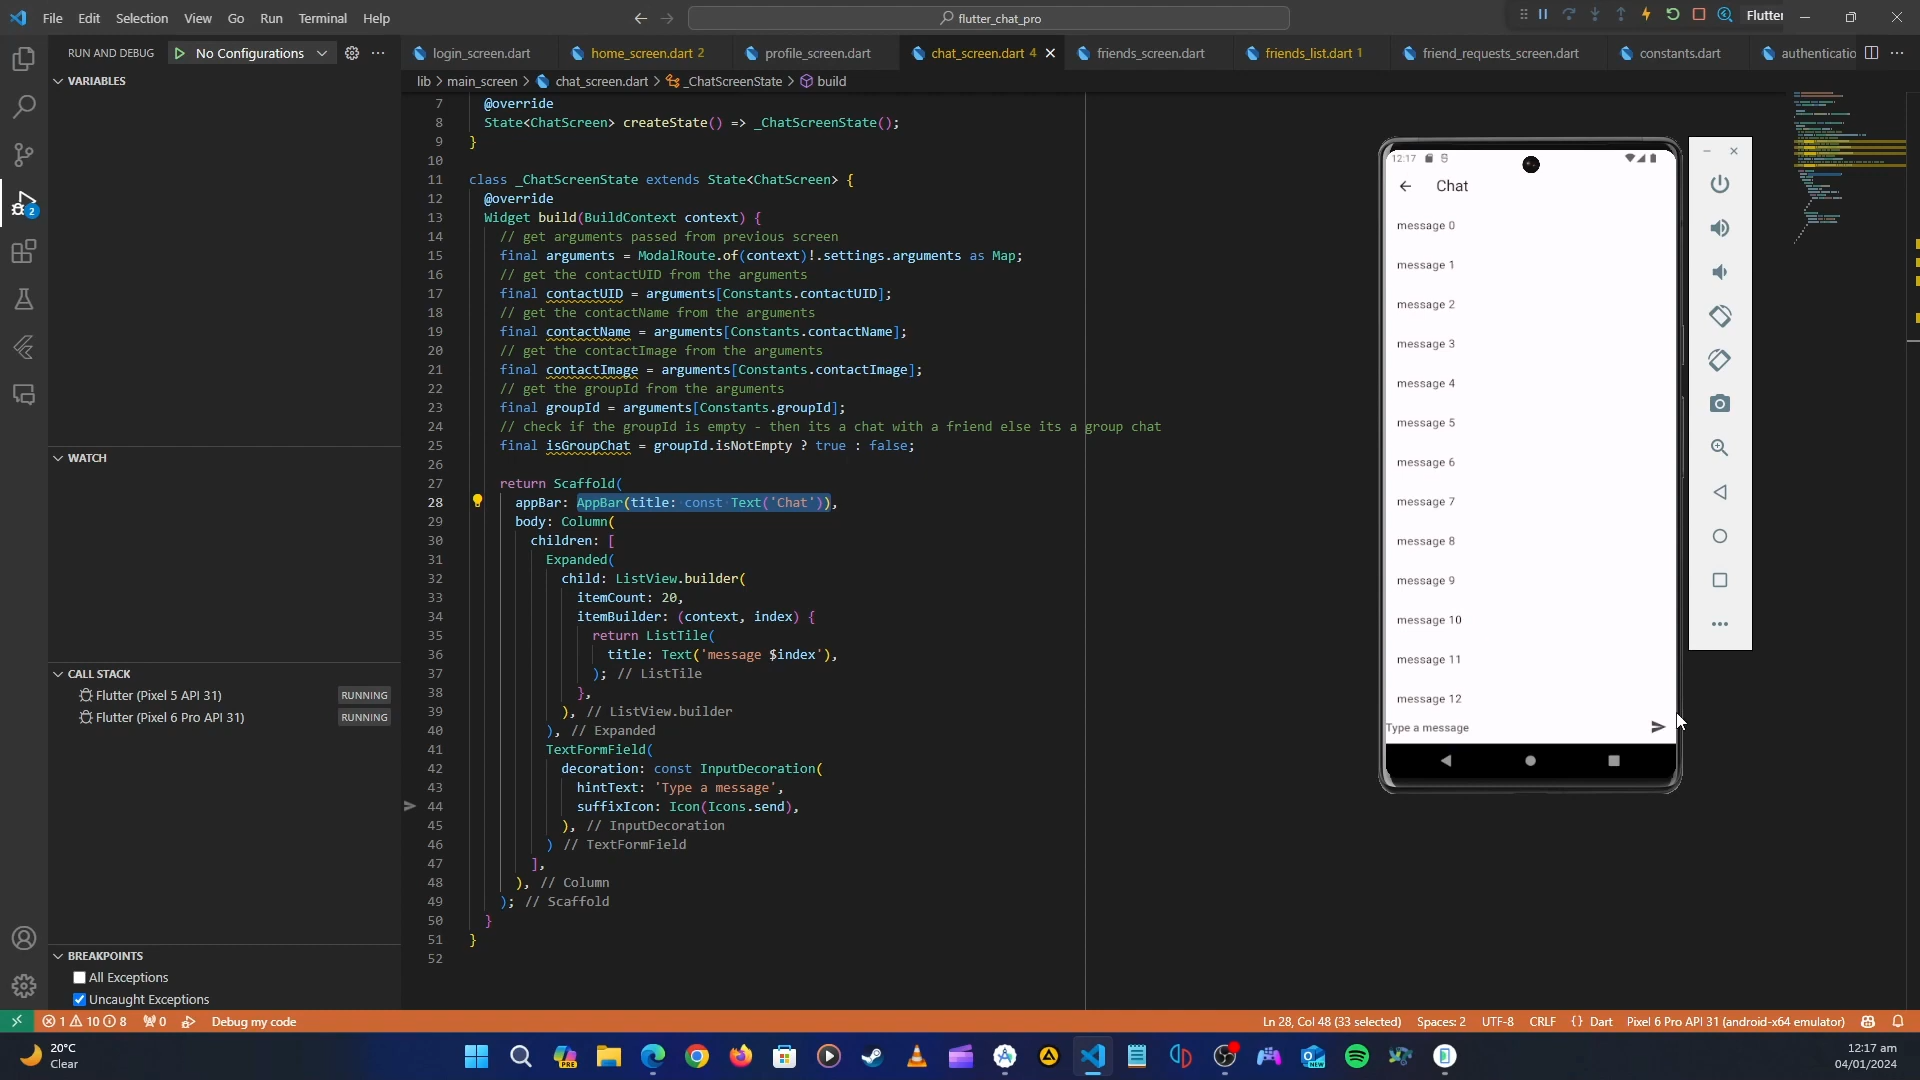 File Edit Selection View Go Run Terminal Help
flutter_chat_pro
Flutter
RUN AND DEBUG
No Configurations
login_screen.dart
home_screen.dart 2
profile_screen.dart
chat_screen.dart 4
friends_screen.dart
friends_list.dart 1
friend_requests_screen.dart
constants.dart
authenticatio
lib > main_screen > chat_screen.dart > _ChatScreenState > build
VARIABLES
WATCH
CALL STACK
Flutter (Pixel 5 API 31) RUNNING
Flutter (Pixel 6 Pro API 31) RUNNING
BREAKPOINTS
All Exceptions
Uncaught Exceptions
7 @override
8 State<ChatScreen> createState() => _ChatScreenState();
9 }
10
11 class _ChatScreenState extends State<ChatScreen> {
12 @override
13 Widget build(BuildContext context) {
14 // get arguments passed from previous screen
15 final arguments = ModalRoute.of(context)!.settings.arguments as Map;
16 // get the contactUID from the arguments
17 final contactUID = arguments[Constants.contactUID];
18 // get the contactName from the arguments
19 final contactName = arguments[Constants.contactName];
20 // get the contactImage from the arguments
21 final contactImage = arguments[Constants.contactImage];
22 // get the groupId from the arguments
23 final groupId = arguments[Constants.groupId];
24 // check if the groupId is empty - then its a chat with a friend else its a group chat
25 final isGroupChat = groupId.isNotEmpty ? true : false;
26
27 return Scaffold(
28 appBar: AppBar(title: const Text('Chat')),
29 body: Column(
30 children: [
31 Expanded(
32 child: ListView.builder(
33 itemCount: 20,
34 itemBuilder: (context, index) {
35 return ListTile(
36 title: Text('message $index'),
37 ); // ListTile
38 },
39 ), // ListView.builder
40 ), // Expanded
41 TextFormField(
42 decoration: const InputDecoration(
43 hintText: 'Type a message',
44 suffixIcon: Icon(Icons.send),
45 ), // InputDecoration
46 ) // TextFormField
47 ],
48 ), // Column
49 ); // Scaffold
50 }
51 }
52
12:17
Chat
message 0
message 1
message 2
message 3
message 4
message 5
message 6
message 7
message 8
message 9
message 10
message 11
message 12
Type a message
2
1 10 8 0 Debug my code
Ln 28, Col 48 (33 selected) Spaces: 2 UTF-8 CRLF {} Dart Pixel 6 Pro API 31 (android-x64 emulator)
20°C
Clear
PRE
NEW
12:17 am
04/01/2024